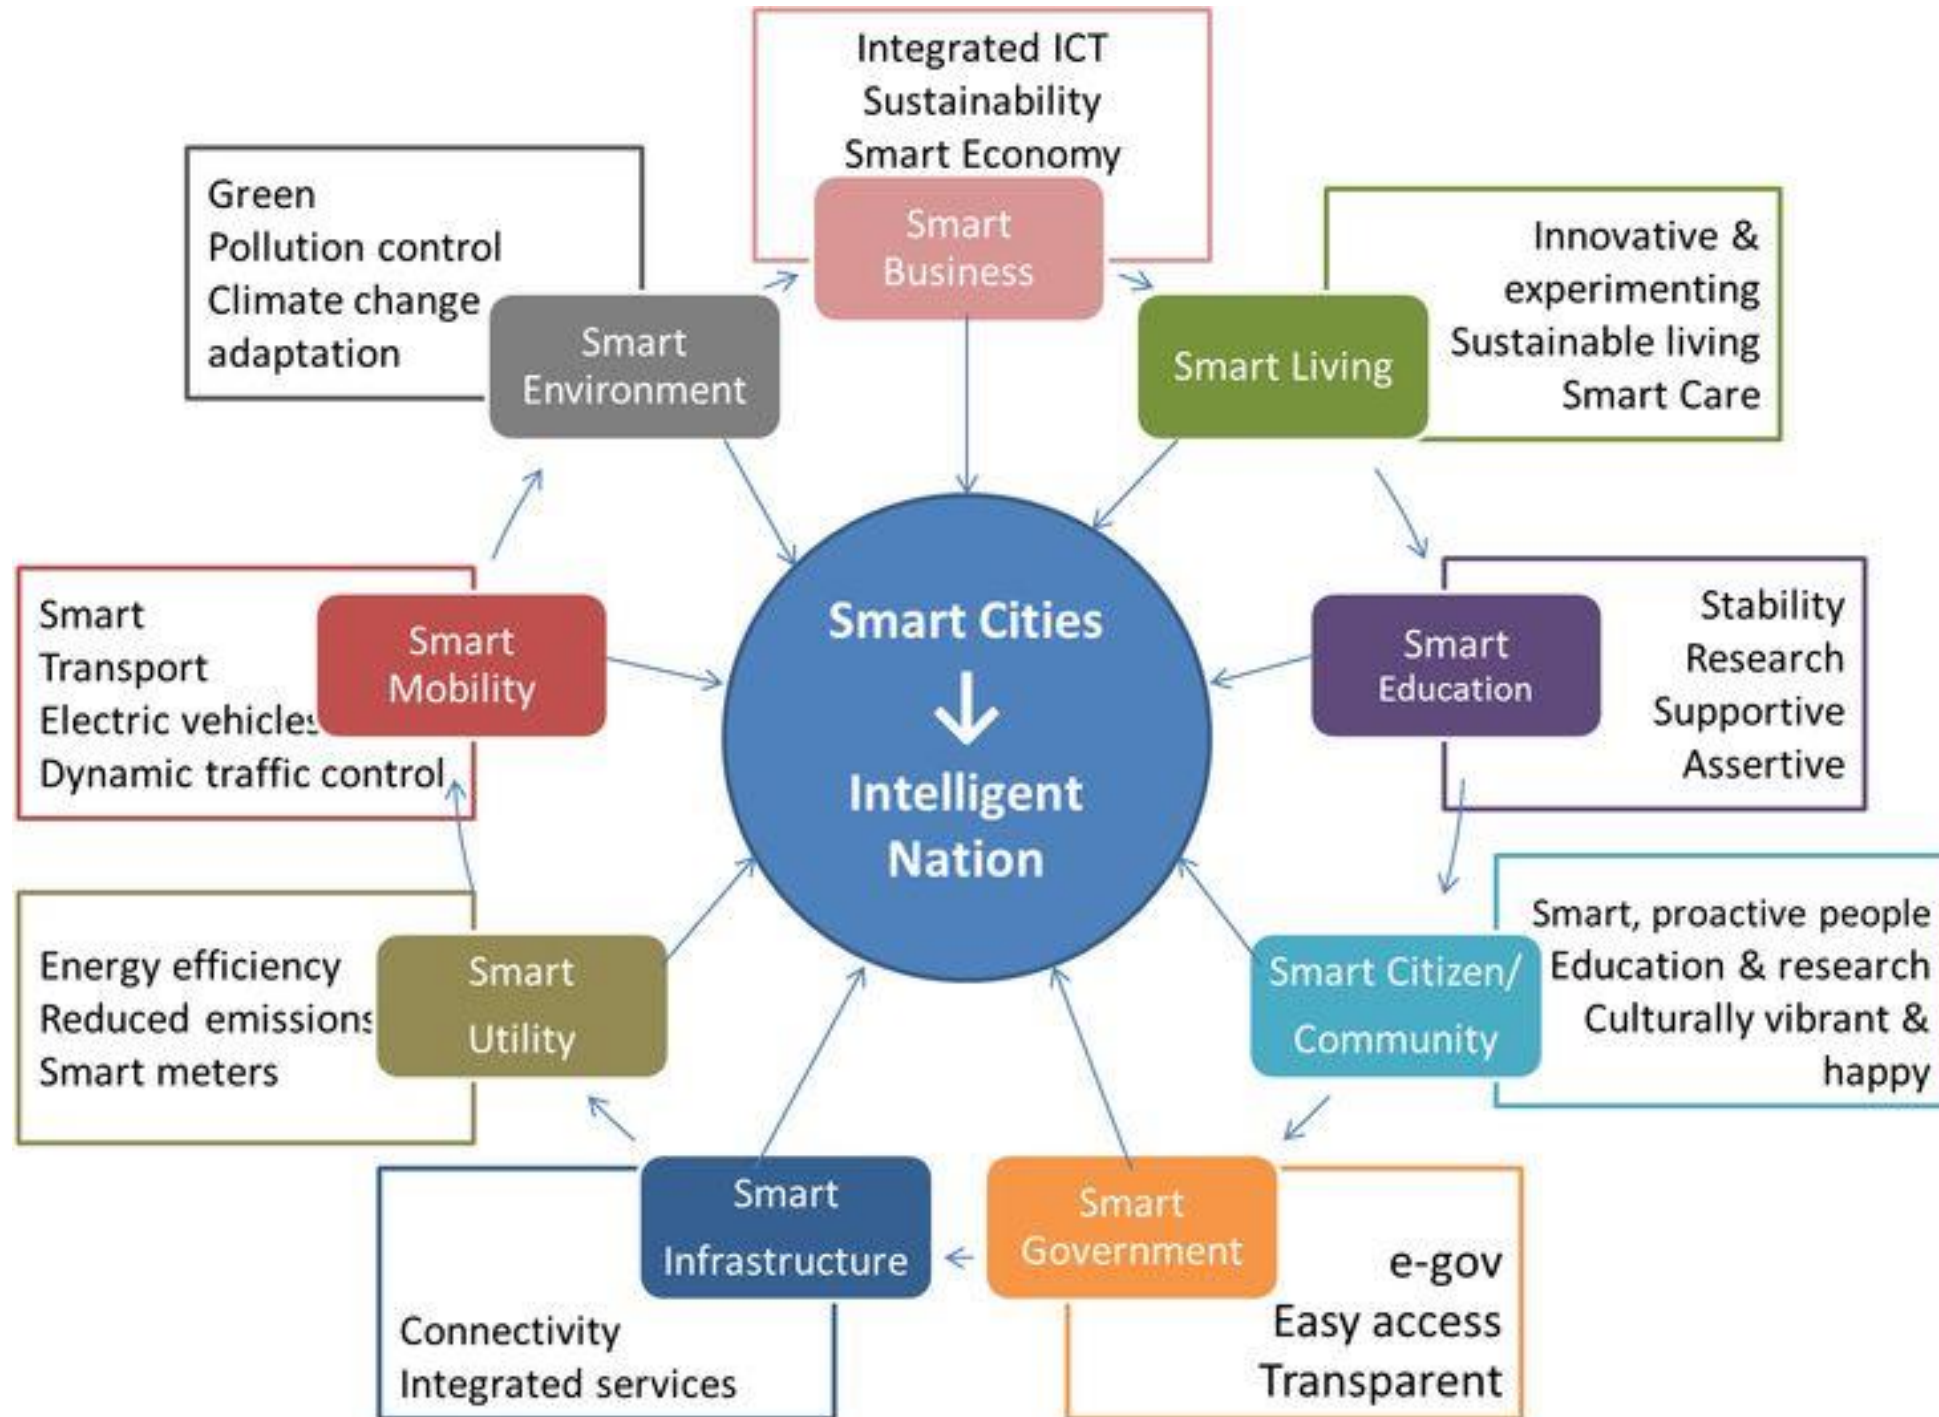 Integrated ICT
Sustainability
Smart Economy
Smart
Business
Innovative &
experimenting
Sustainable living
Smart Care
Smart Living
Stability
Research
Supportive
Assertive
Smart
Education
Smart, proactive people
Education & research
Culturally vibrant &
happy
Smart Citizen/
Community
e-gov
Easy access
Transparent
Smart
Government
Smart
Infrastructure
Connectivity
Integrated services
Energy efficiency
Reduced emissions
Smart meters
Smart
Utility
Smart
Transport
Electric vehicles
Dynamic traffic control
Smart
Mobility
Green
Pollution control
Climate change
adaptation
Smart
Environment
Smart Cities
Intelligent
Nation